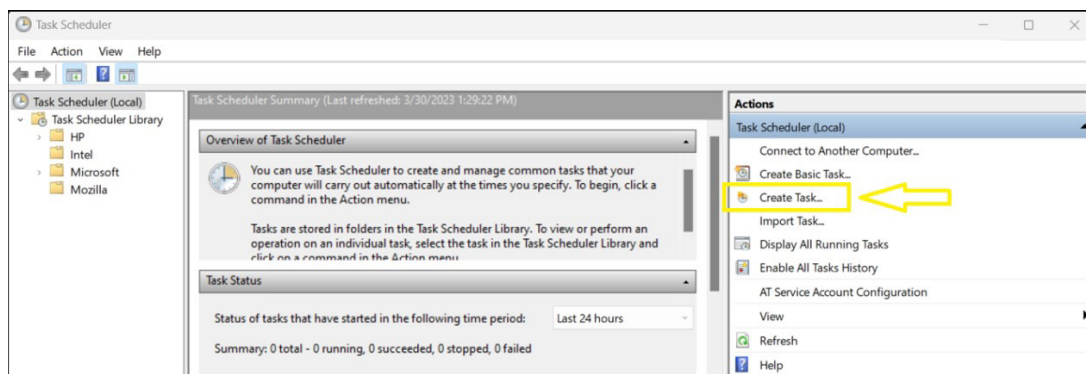 Task Scheduler
File Action View Help
Task Scheduler (Local)
Task Scheduler Library
HP
Intel
Microsoft
Mozilla
Task Scheduler Summary (Last refreshed: 3/30/2023 1:29:22 PM)
Overview of Task Scheduler
You can use Task Scheduler to create and manage common tasks that your
computer will carry out automatically at the times you specify. To begin, click a
command in the Action menu.
Tasks are stored in folders in the Task Scheduler Library. To view or perform an
operation on an individual task, select the task in the Task Scheduler Library and
click on a command in the Action menu
Task Status
Status of tasks that have started in the following time period: Last 24 hours
Summary: 0 total - 0 running, 0 succeeded, 0 stopped, 0 failed
Actions
Task Scheduler (Local)
Connect to Another Computer...
Create Basic Task...
Create Task...
Import Task...
Display All Running Tasks
Enable All Tasks History
AT Service Account Configuration
View
Refresh
Help